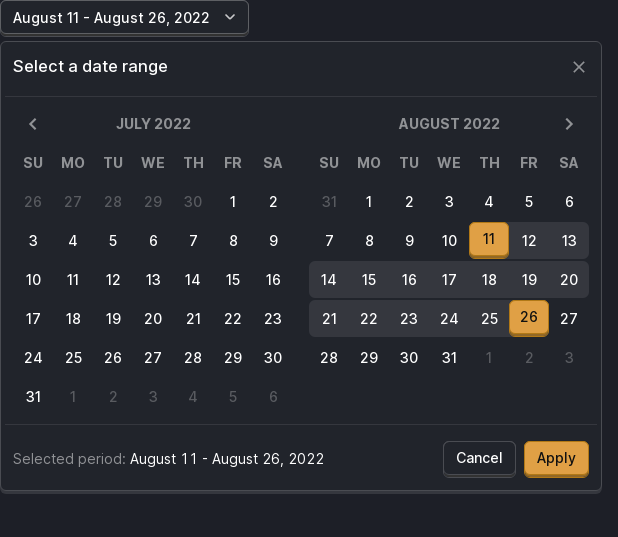 August 11 - August 26, 2022
Select a date range
JULY 2022
SU MO TU WE TH FR SA
26 27 28 29 30 1 2
3 4 5 6 7 8 9
10 11 12 13 14 15 16
17 18 19 20 21 22 23
24 25 26 27 28 29 30
31 1 2 3 4 5 6
AUGUST 2022
SU MO TU WE TH FR SA
31 1 2 3 4 5 6
7 8 9 10 11 12 13
14 15 16 17 18 19 20
21 22 23 24 25 26 27
28 29 30 31 1 2 3
Selected period: August 11 - August 26, 2022
Cancel Apply